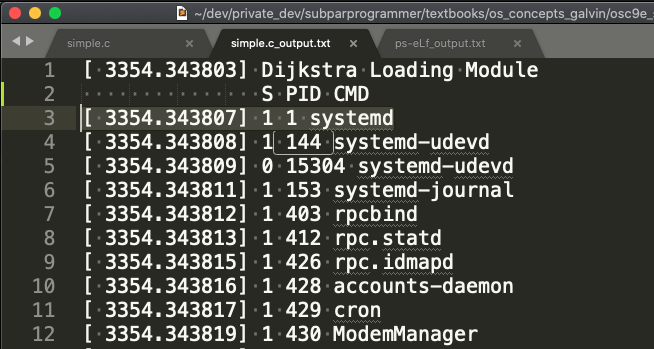 ~/dev/private_dev/subparprogrammer/textbooks/os_concepts_galvin/osc9e_
simple.c × simple.c_output.txt × ps-eLf_output.txt ×
1 [ 3354.343803] Dijkstra Loading Module
2 S PID CMD
3 [ 3354.343807] 1 1 systemd
4 [ 3354.343808] 1 144 systemd-udevd
5 [ 3354.343809] 0 15304 systemd-udevd
6 [ 3354.343811] 1 153 systemd-journal
7 [ 3354.343812] 1 403 rpcbind
8 [ 3354.343813] 1 412 rpc.statd
9 [ 3354.343815] 1 426 rpc.idmapd
10 [ 3354.343816] 1 428 accounts-daemon
11 [ 3354.343817] 1 429 cron
12 [ 3354.343819] 1 430 ModemManager